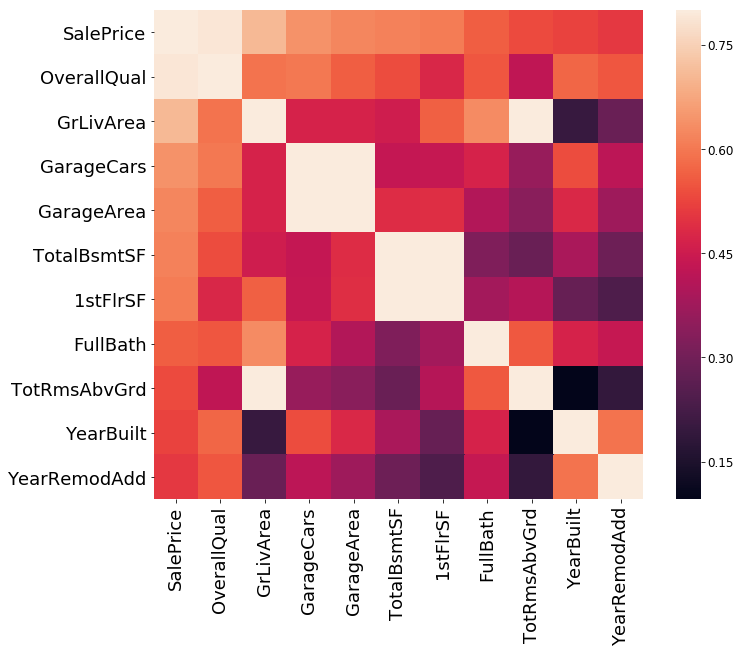 SalePrice
OverallQual
GrLivArea
GarageCars
GarageArea
TotalBsmtSF
1stFlrSF
FullBath
TotRmsAbvGrd
YearBuilt
YearRemodAdd
SalePrice
OverallQual
GrLivArea
GarageCars
GarageArea
TotalBsmtSF
1stFlrSF
FullBath
TotRmsAbvGrd
YearBuilt
YearRemodAdd
0.75
0.60
0.45
0.30
0.15